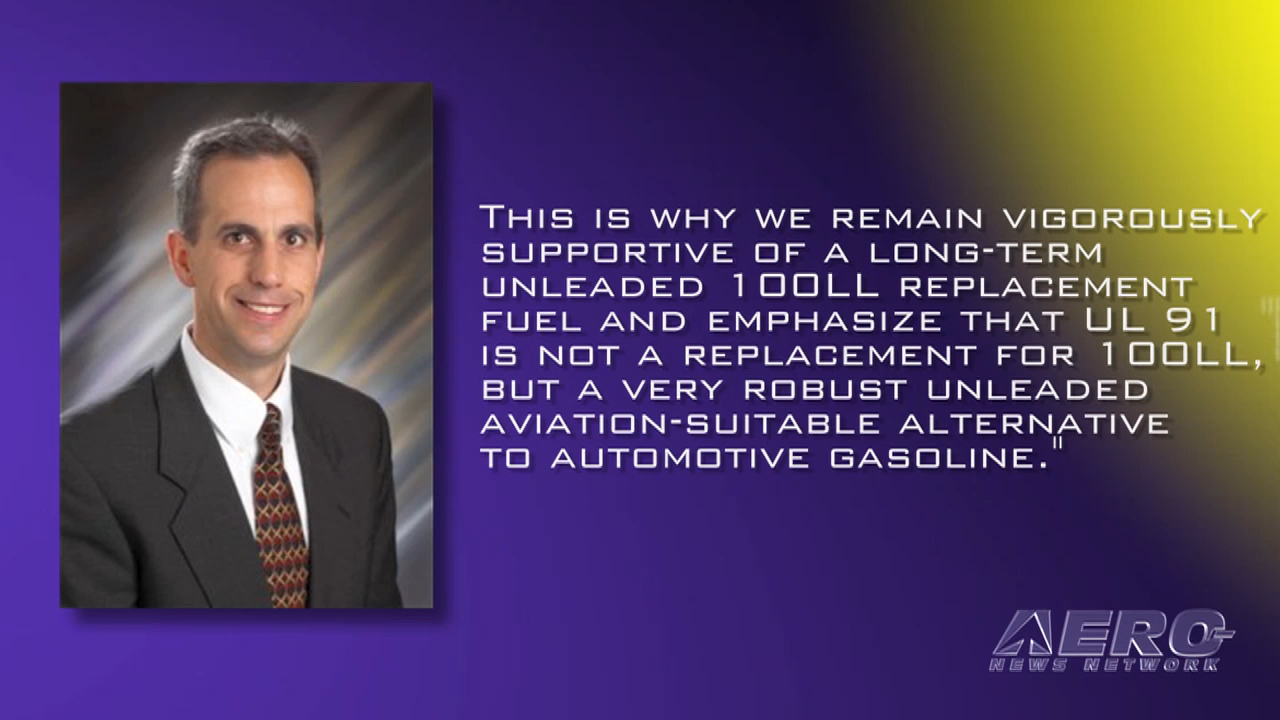 This is why we remain vigorously
supportive of a long-term
unleaded 100LL replacement
fuel and emphasize that UL 91
is not a replacement for 100LL,
but a very robust unleaded
aviation-suitable alternative
to automotive gasoline."
AERO
NEWS NETWORK